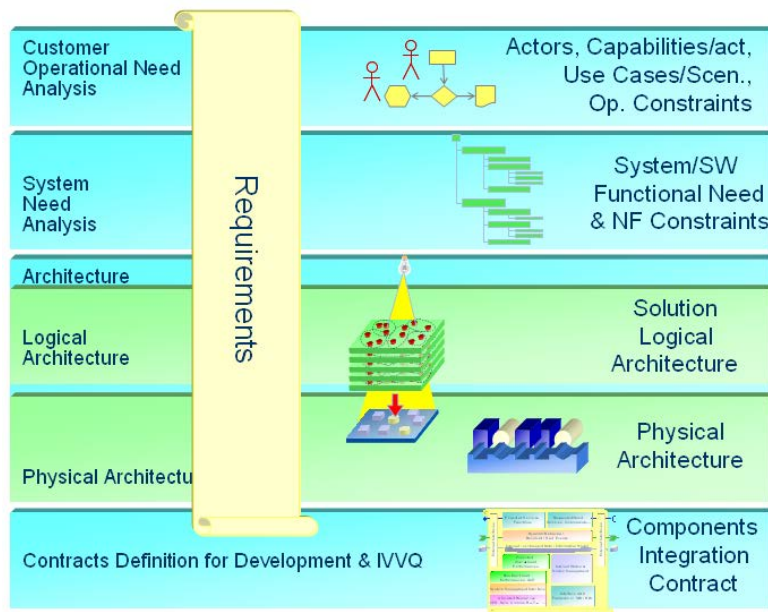 Customer
Operational Need
Analysis
Actors, Capabilities/act,
Use Cases/Scen.,
Op. Constraints
Requirements
System
Need
Analysis
System/SW
Functional Need
& NF Constraints
Architecture
Logical
Architecture
Solution
Logical
Architecture
Physical Architectu
Physical
Architecture
Contracts Definition for Development & IVVQ
Components
Integration
Contract